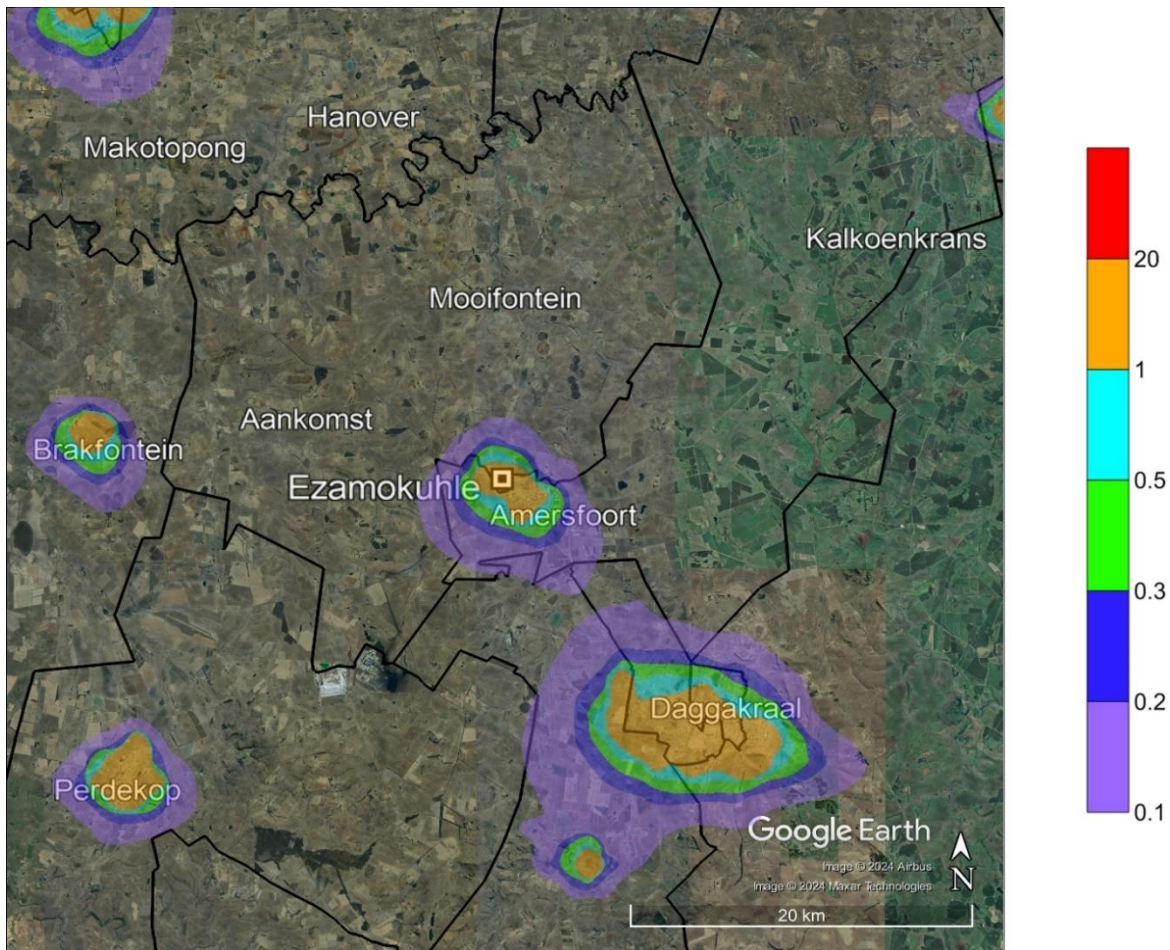 Hanover
Makotopong
Kalkoenkrans
Mooifontein
Aankomst
Brakfontein
Ezamokuhle
Amersfoort
Daggakraal
Perdekop
Google Earth
Image © 2024 Airbus
Image © 2024 Maxar Technologies
N
20 km
20
1
0.5
0.3
0.2
0.1